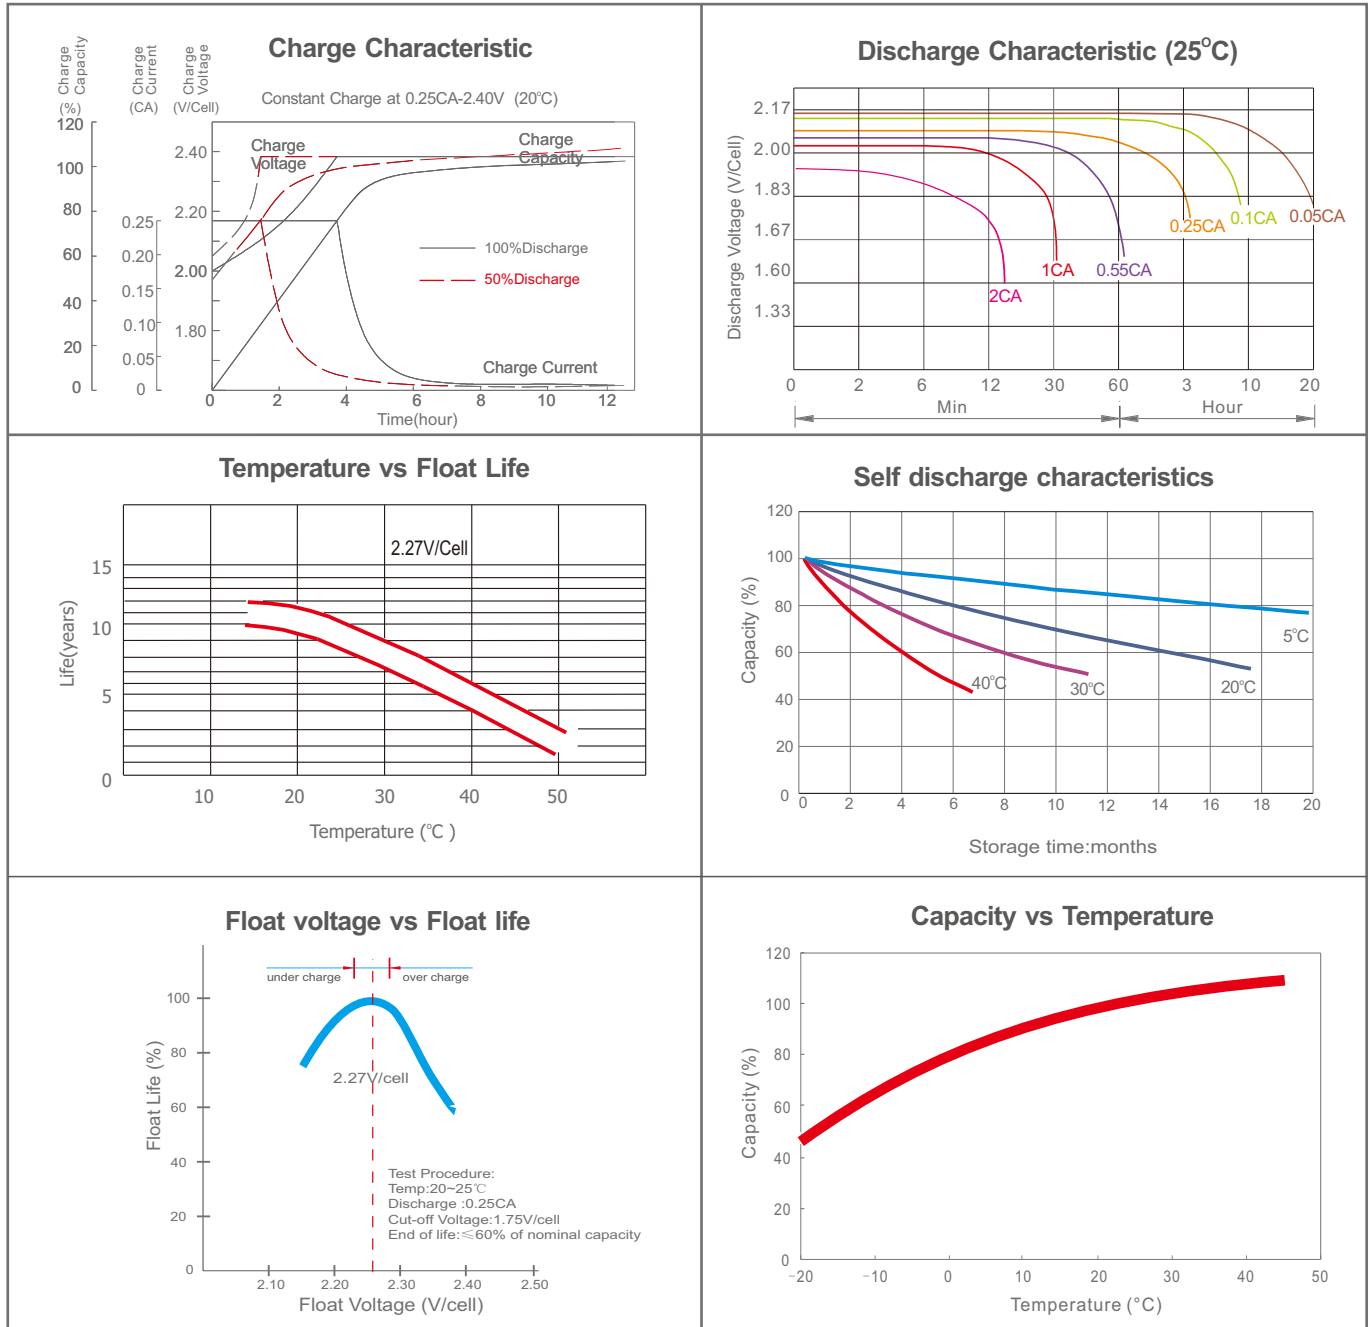 Charge Characteristic
Charge Capacity (%)
Charge Current (CA)
Charge Voltage (V/Cell)
Constant Charge at 0.25CA-2.40V (20°C)
120
100
80
60
40
20
0
0.25
0.20
0.15
0.10
0.05
0
2.40
2.20
2.00
1.80
Charge Voltage
Charge Capacity
100%Discharge
50%Discharge
Charge Current
0 2 4 6 8 10 12
Time(hour)
Discharge Characteristic (25°C)
Discharge Voltage (V/Cell)
2.17
2.00
1.83
1.67
1.60
1.33
2CA
1CA
0.55CA
0.25CA
0.1CA
0.05CA
0 2 6 12 30 60 3 10 20
Min Hour
Temperature vs Float Life
2.27V/Cell
Life(years)
15
10
5
0
10 20 30 40 50
Temperature (°C )
Self discharge characteristics
Capacity (%)
120
100
80
60
40
20
0
5°C
40°C
30°C
20°C
0 2 4 6 8 10 12 14 16 18 20
Storage time:months
Float voltage vs Float life
under charge over charge
Float Life (%)
100
80
60
40
20
0
2.27V/cell
Test Procedure:
Temp:20~25℃
Discharge :0.25CA
Cut-off Voltage:1.75V/cell
End of life:≤60% of nominal capacity
2.10 2.20 2.30 2.40 2.50
Float Voltage (V/cell)
Capacity vs Temperature
Capacity (%)
120
100
80
60
40
20
0
−20 −10 0 10 20 30 40 50
Temperature (°C)